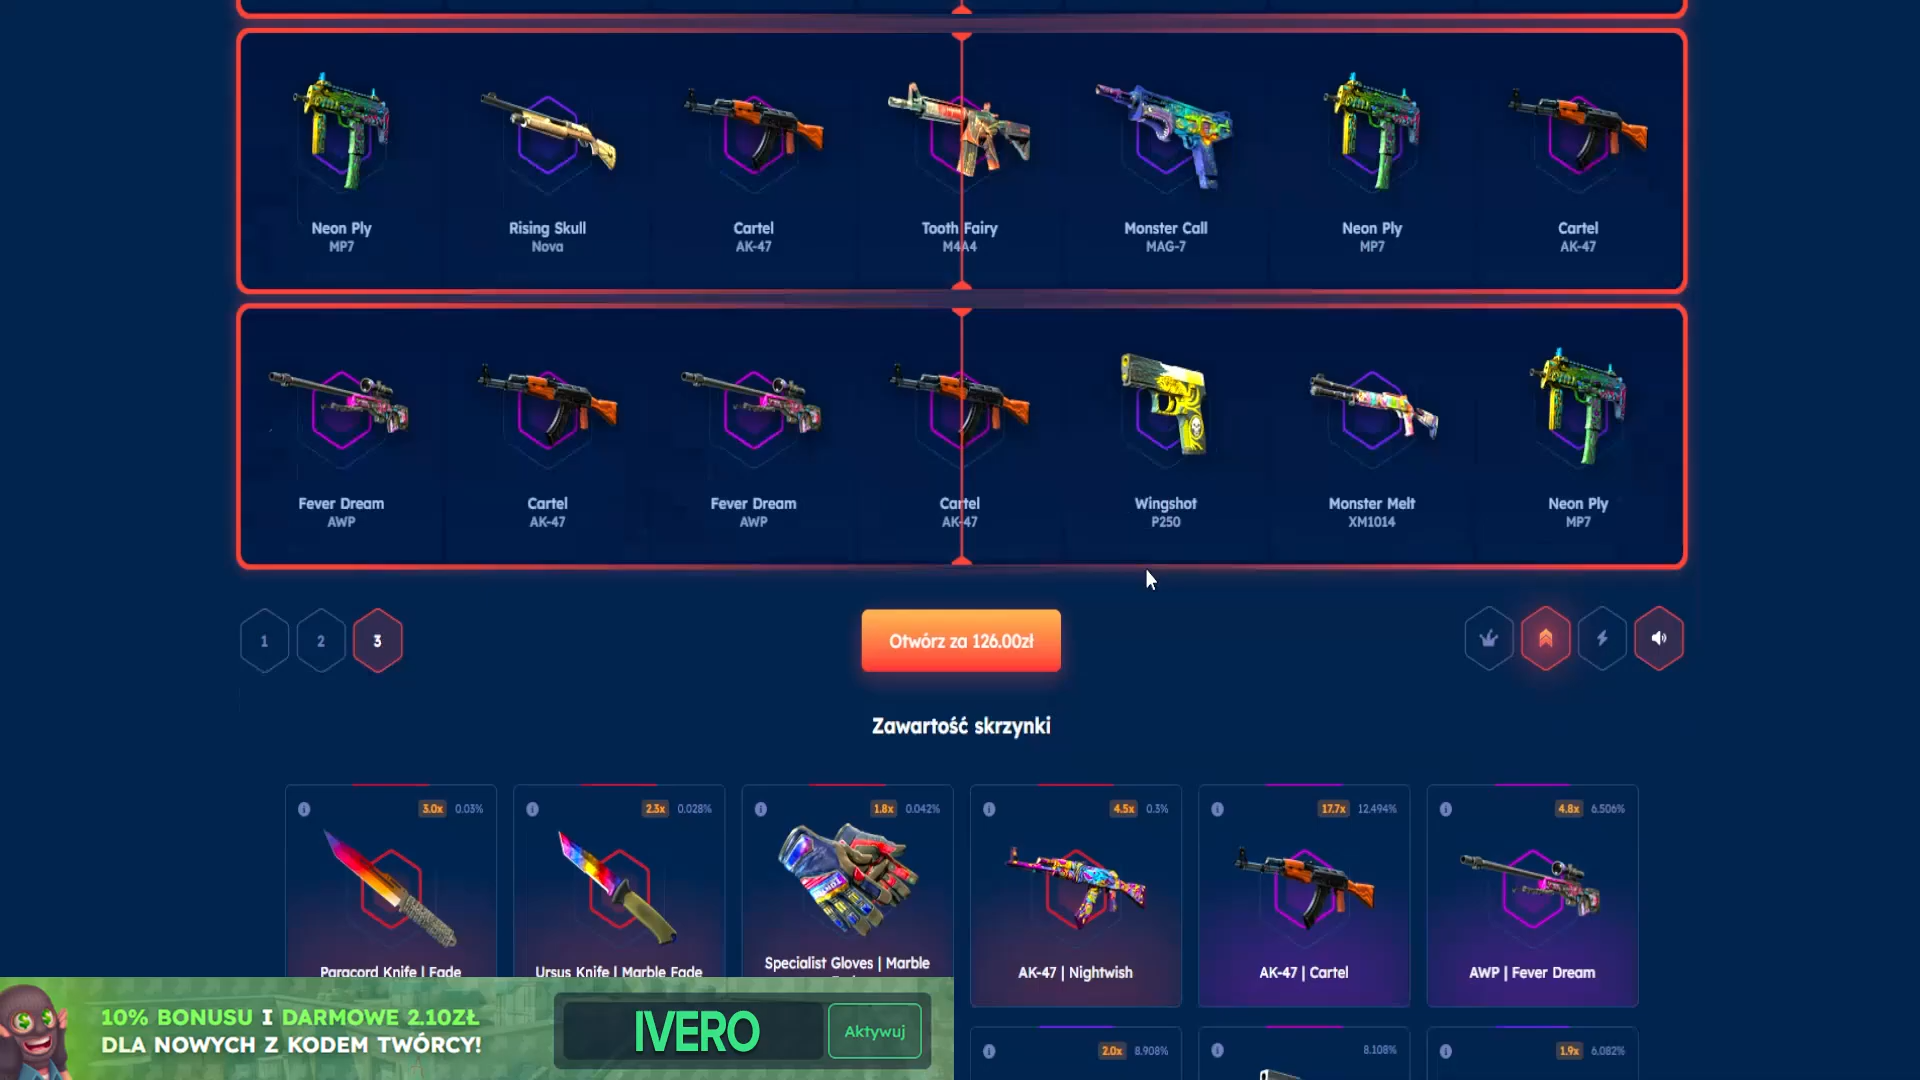 Neon Ply
MP7
Rising Skull
Nova
Cartel
AK-47
Tooth Fairy
M4A4
Monster Call
MAG-7
Neon Ply
MP7
Cartel
AK-47
Fever Dream
AWP
Cartel
AK-47
Fever Dream
AWP
Cartel
AK-47
Wingshot
P250
Monster Melt
XM1014
Neon Ply
MP7
1
2
3
Otwórz za 126.00zł
Zawartość skrzynki
3.0x 0.03%
Paracord Knife | Fade
2.3x 0.028%
Ursus Knife | Marble Fade
1.8x 0.042%
Specialist Gloves | Marble
4.5x 0.3%
AK-47 | Nightwish
17.7x 12.494%
AK-47 | Cartel
4.8x 6.506%
AWP | Fever Dream
2.0x 8.908%
8.108%
1.9x 6.082%
10% BONUSU I DARMOWE 2.10ZŁ
DLA NOWYCH Z KODEM TWÓRCY!
IVERO
Aktywuj